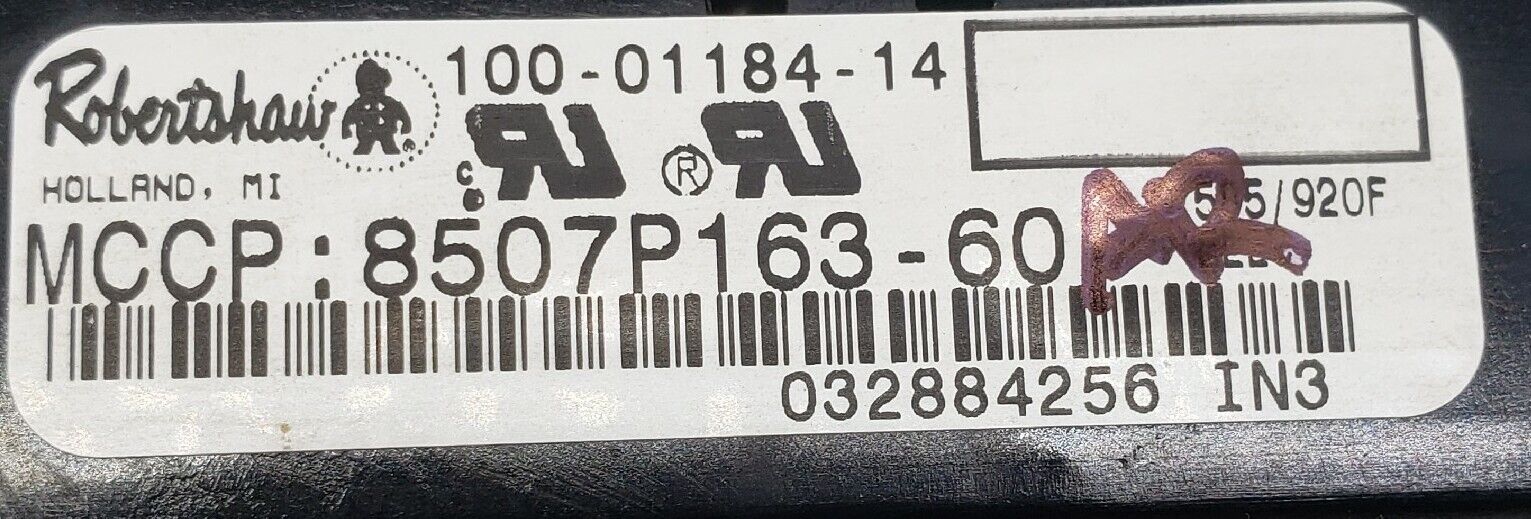 Robertshaw
100-01184-14
HOLLAND, MI
c
®
/920F
MCCP:8507P163-60
032884256 IN3